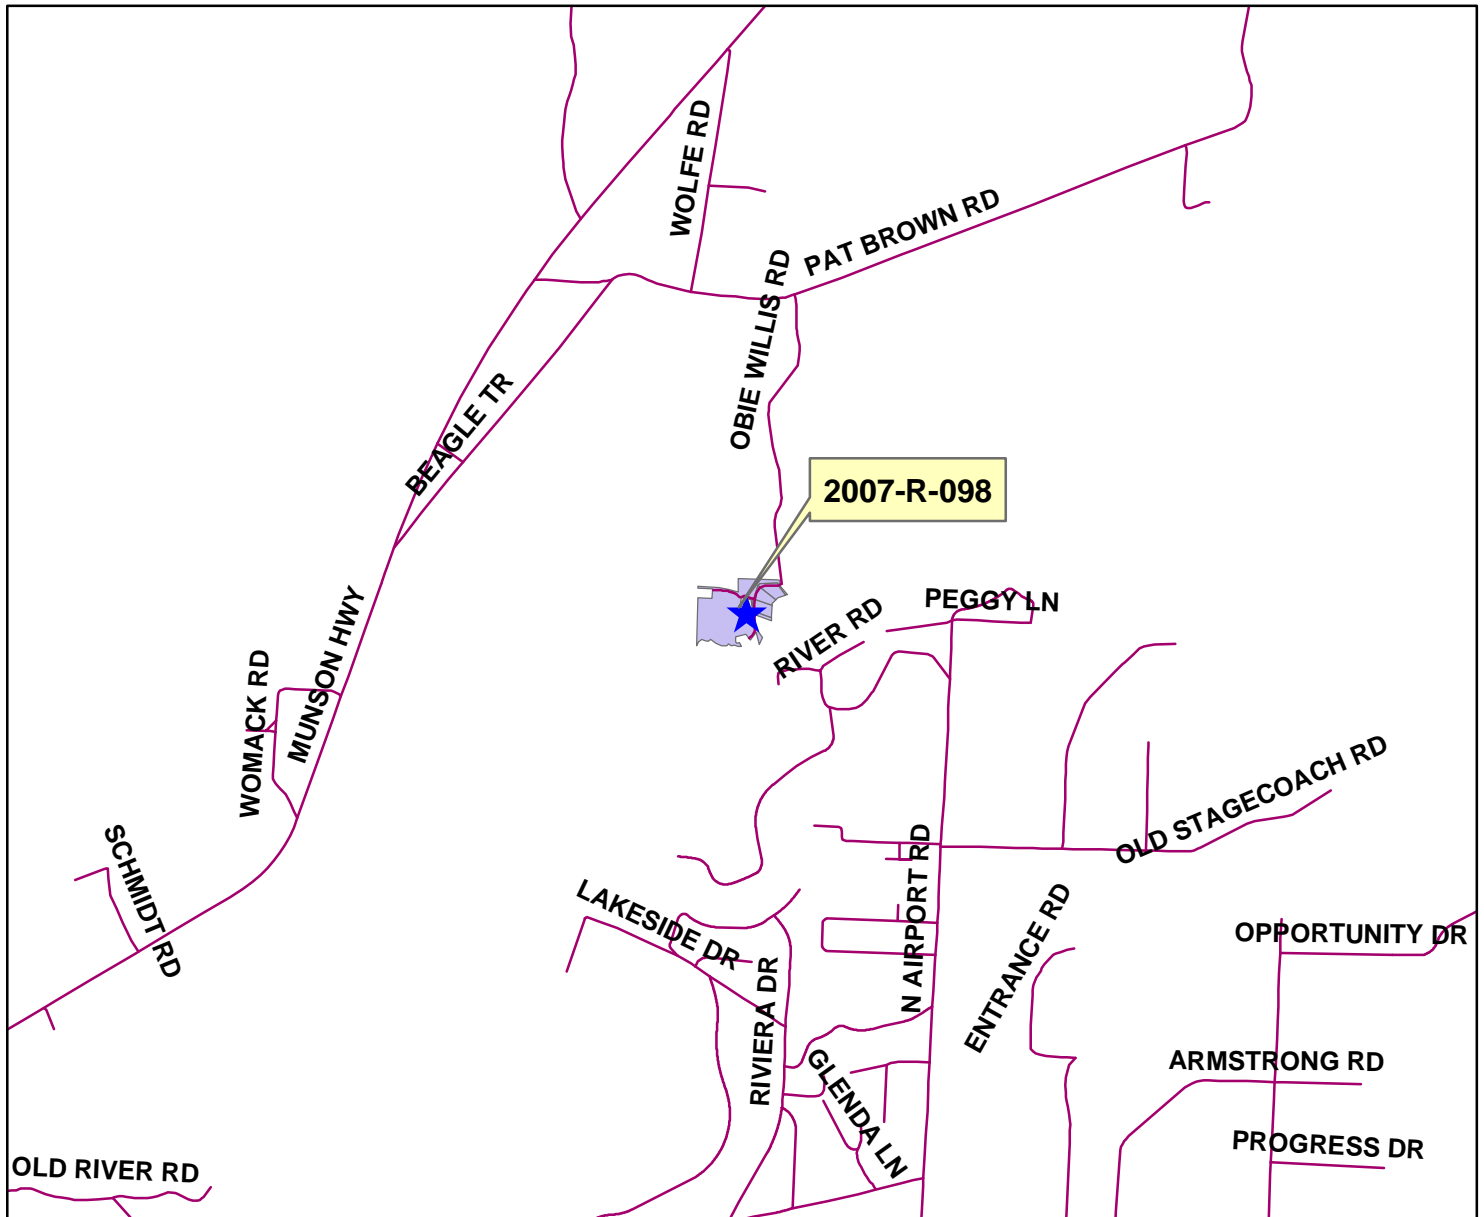 WOLFE RD
PAT BROWN RD
OBIE WILLIS RD
BEAGLE TR
2007-R-098
PEGGY LN
RIVER RD
MUNSON HWY
WOMACK RD
OLD STAGECOACH RD
SCHMIDT RD
N AIRPORT RD
LAKESIDE DR
ENTRANCE RD
OPPORTUNITY DR
RIVIERA DR
GLENDA LN
ARMSTRONG RD
PROGRESS DR
OLD RIVER RD